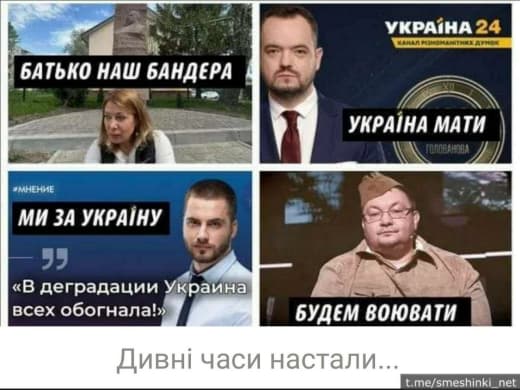 БАТЬКО НАШ БАНДЕРА
УКРАЇНА 24
КАНАЛ РІЗНОМАНІТНИХ ДУМОК
УКРАЇНА МАТИ
ГОЛОВАНОВА
#МНЕНИЕ
МИ ЗА УКРАЇНУ
«В деградации Украина
всех обогнала!»
БУДЕМ ВОЮВАТИ
Дивні часи настали...
t.me/smeshinki_net